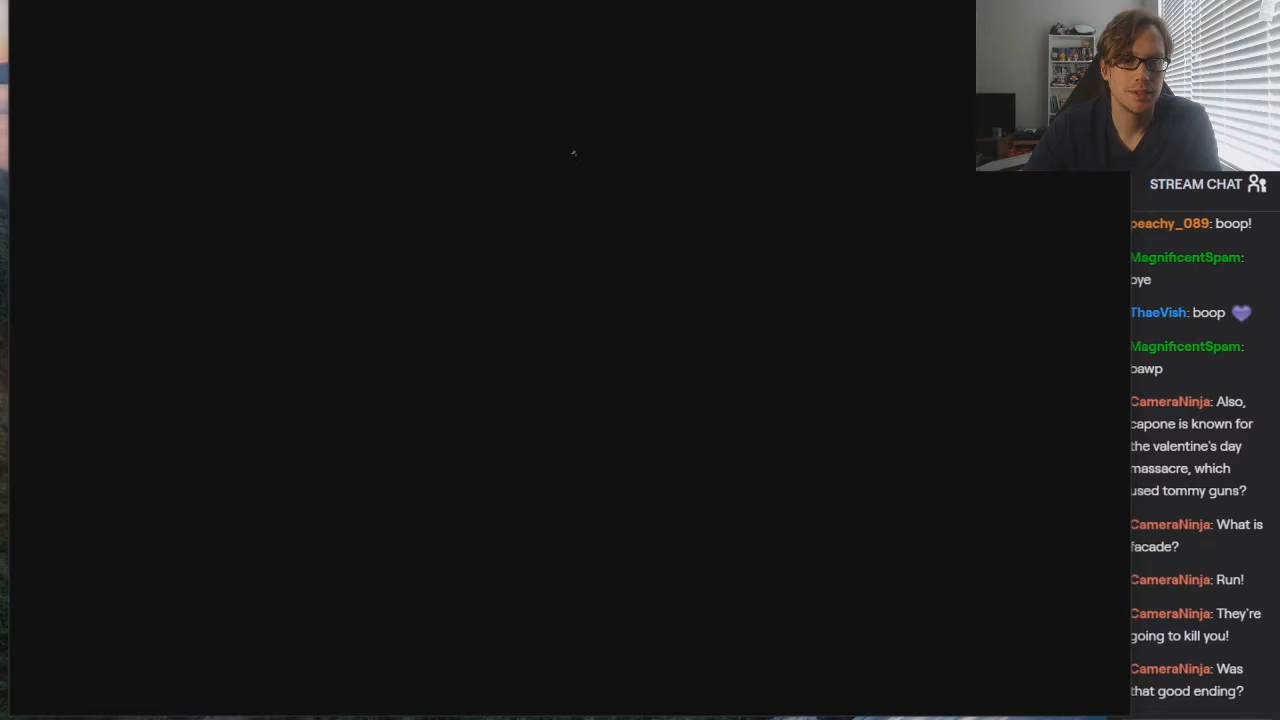 STREAM CHAT
peachy_089: boop!
MagnificentSpam:
bye
ThaeVish: boop
MagnificentSpam:
bawp
CameraNinja: Also,
capone is known for
the valentine's day
massacre, which
used tommy guns?
CameraNinja: What is
facade?
CameraNinja: Run!
CameraNinja: They're
going to kill you!
CameraNinja: Was
that good ending?